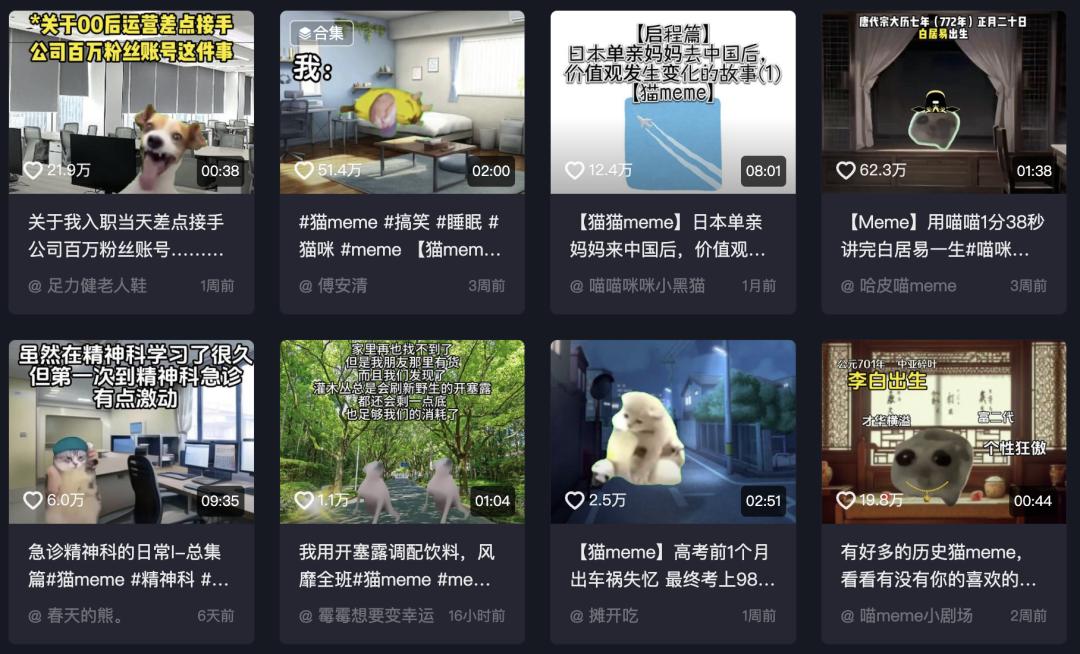 *关于00后运营差点接手
公司百万粉丝账号这件事
21.9万
00:38
关于我入职当天差点接手
公司百万粉丝账号………
@ 足力健老人鞋
1周前
合集
我:
51.4万
02:00
#猫meme #搞笑 #睡眠 #
猫咪 #meme 【猫mem...
@ 傅安清
3周前
【启程篇】
日本单亲妈妈去中国后,
价值观发生变化的故事(1)
【猫meme】
12.4万
08:01
【猫猫meme】日本单亲
妈妈来中国后，价值观...
@ 喵喵咪咪小黑猫
1月前
唐代宗大历七年（772年）正月二十日
白居易出生
62.3万
01:38
【Meme】用喵喵1分38秒
讲完白居易一生#喵咪...
@ 哈皮喵meme
3周前
虽然在精神科学习了很久
但第一次到精神科急诊
有点激动
6.0万
09:35
急诊精神科的日常|-总集
篇#猫meme #精神科 #...
@ 春天的熊。
6天前
家里再也找不到了
但是我朋友那里有货
而且我们发现了
灌木丛总是会刷新野生的开塞露
都还会剩一点底
也足够我们的消耗了
1.1万
01:04
我用开塞露调配饮料，风
靡全班#猫meme #me...
@ 霉霉想要变幸运
16小时前
2.5万
02:51
【猫meme】高考前1个月
出车祸失忆 最终考上98...
@ 摊开吃
1周前
公元701年 中亚碎叶
李白出生
才华横溢
富二代
个性狂傲
19.8万
00:44
有好多的历史猫meme，
看看有没有你的喜欢的...
@ 喵meme小剧场
2周前